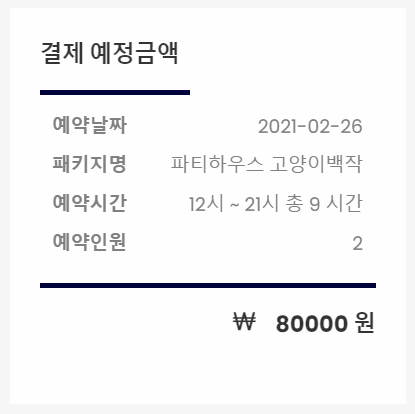 결제 예정금액
예약날짜 2021-02-26
패키지명 파티하우스 고양이백작
예약시간 12시 ~ 21시 총 9 시간
예약인원 2
₩ 80000 원